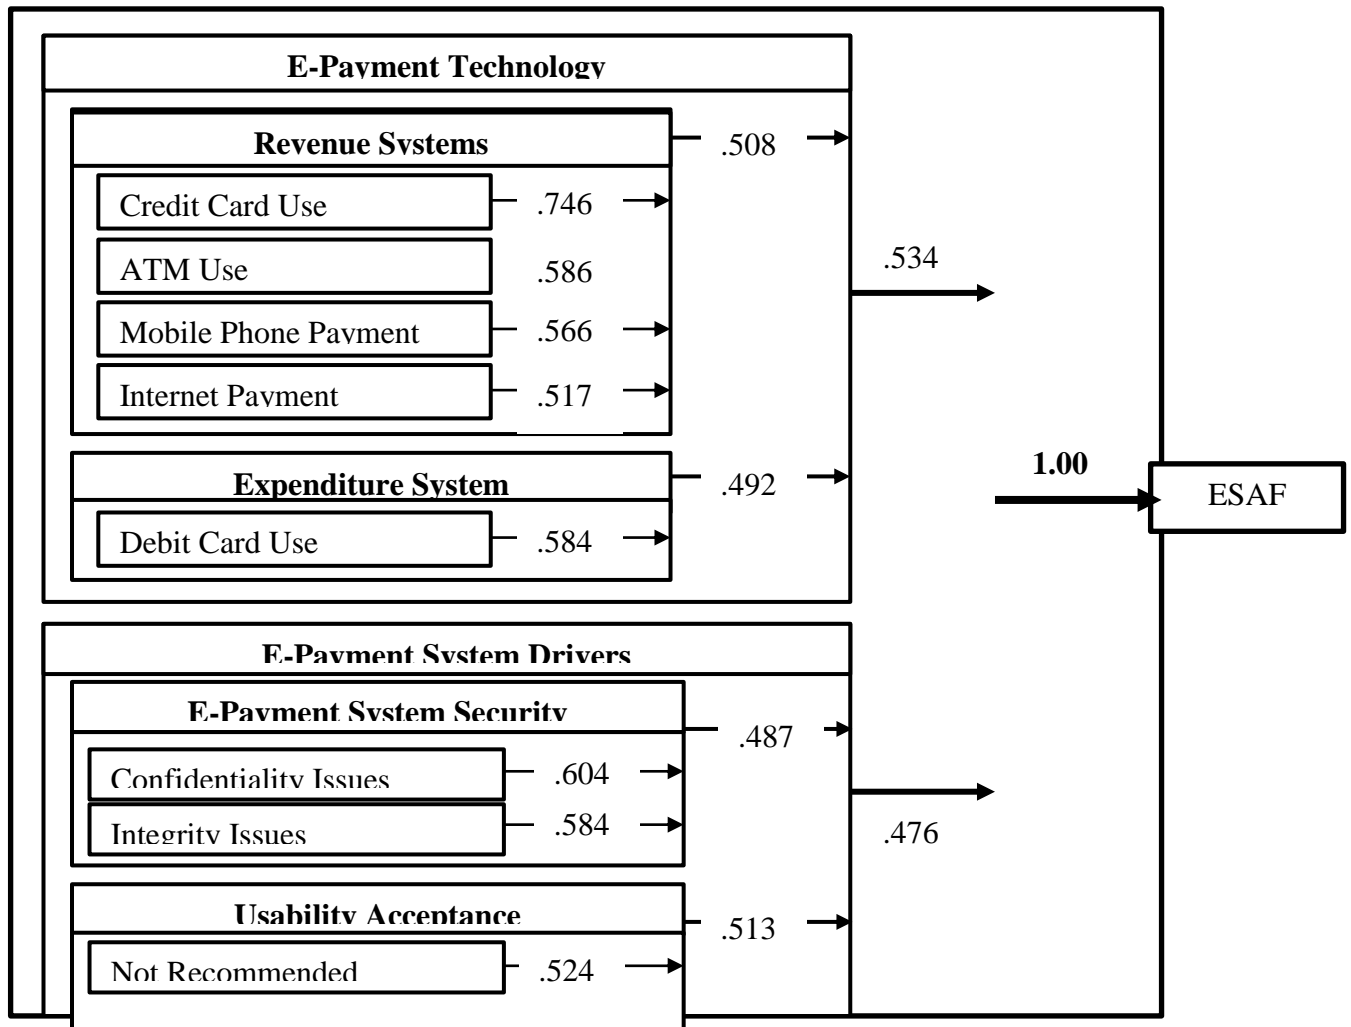 E-Payment Technology
Revenue Systems
.508
Credit Card Use
.746
ATM Use
.586
Mobile Phone Payment
.566
Internet Payment
.517
.534
Expenditure System
.492
Debit Card Use
.584
1.00
ESAF
E-Payment System Drivers
E-Payment System Security
.487
Confidentiality Issues
.604
Integrity Issues
.584
.476
Usability Acceptance
.513
Not Recommended
.524